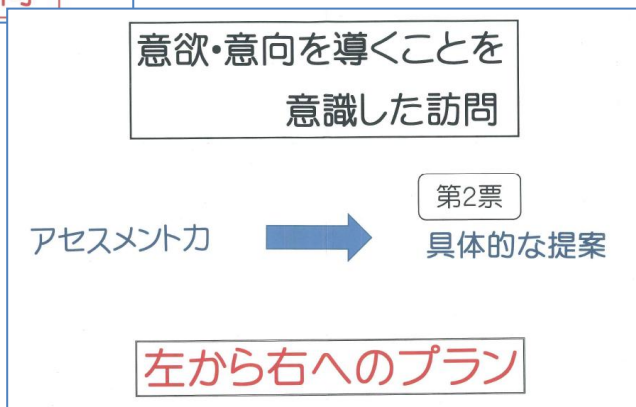 意欲・意向を導くことを
意識した訪問
第2票
アセスメント力
具体的な提案
左から右へのプラン